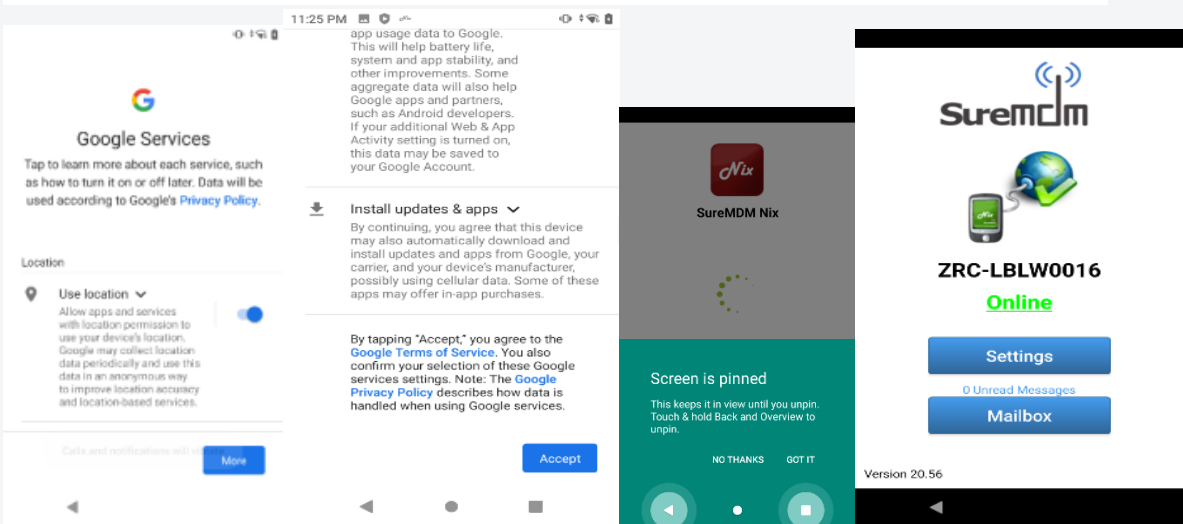 Google Services
Tap to learn more about each service, such
as how to turn it on or off later. Data will be
used according to Google's Privacy Policy.
Location
Use location
Allow apps and services
with location permission to
use your device's location.
Google may collect location
data periodically and use this
data in an anonymous way
to improve location accuracy
and location-based services.
Calls and notifications will
More
11:25 PM
app usage data to Google.
This will help battery life,
system and app stability, and
other improvements. Some
aggregate data will also help
Google apps and partners,
such as Android developers.
If your additional Web & App
Activity setting is turned on,
this data may be saved to
your Google Account.
Install updates & apps
By continuing, you agree that this device
may also automatically download and
install updates and apps from Google, your
carrier, and your device's manufacturer,
possibly using cellular data. Some of these
apps may offer in-app purchases.
By tapping “Accept,” you agree to the
Google Terms of Service. You also
confirm your selection of these Google
services settings. Note: The Google
Privacy Policy describes how data is
handled when using Google services.
Accept
Nix
SureMDM Nix
Screen is pinned
This keeps it in view until you unpin.
Touch & hold Back and Overview to
unpin.
NO THANKS GOT IT
SureMDM
Nix
ZRC-LBLW0016
Online
Settings
0 Unread Messages
Mailbox
Version 20.56